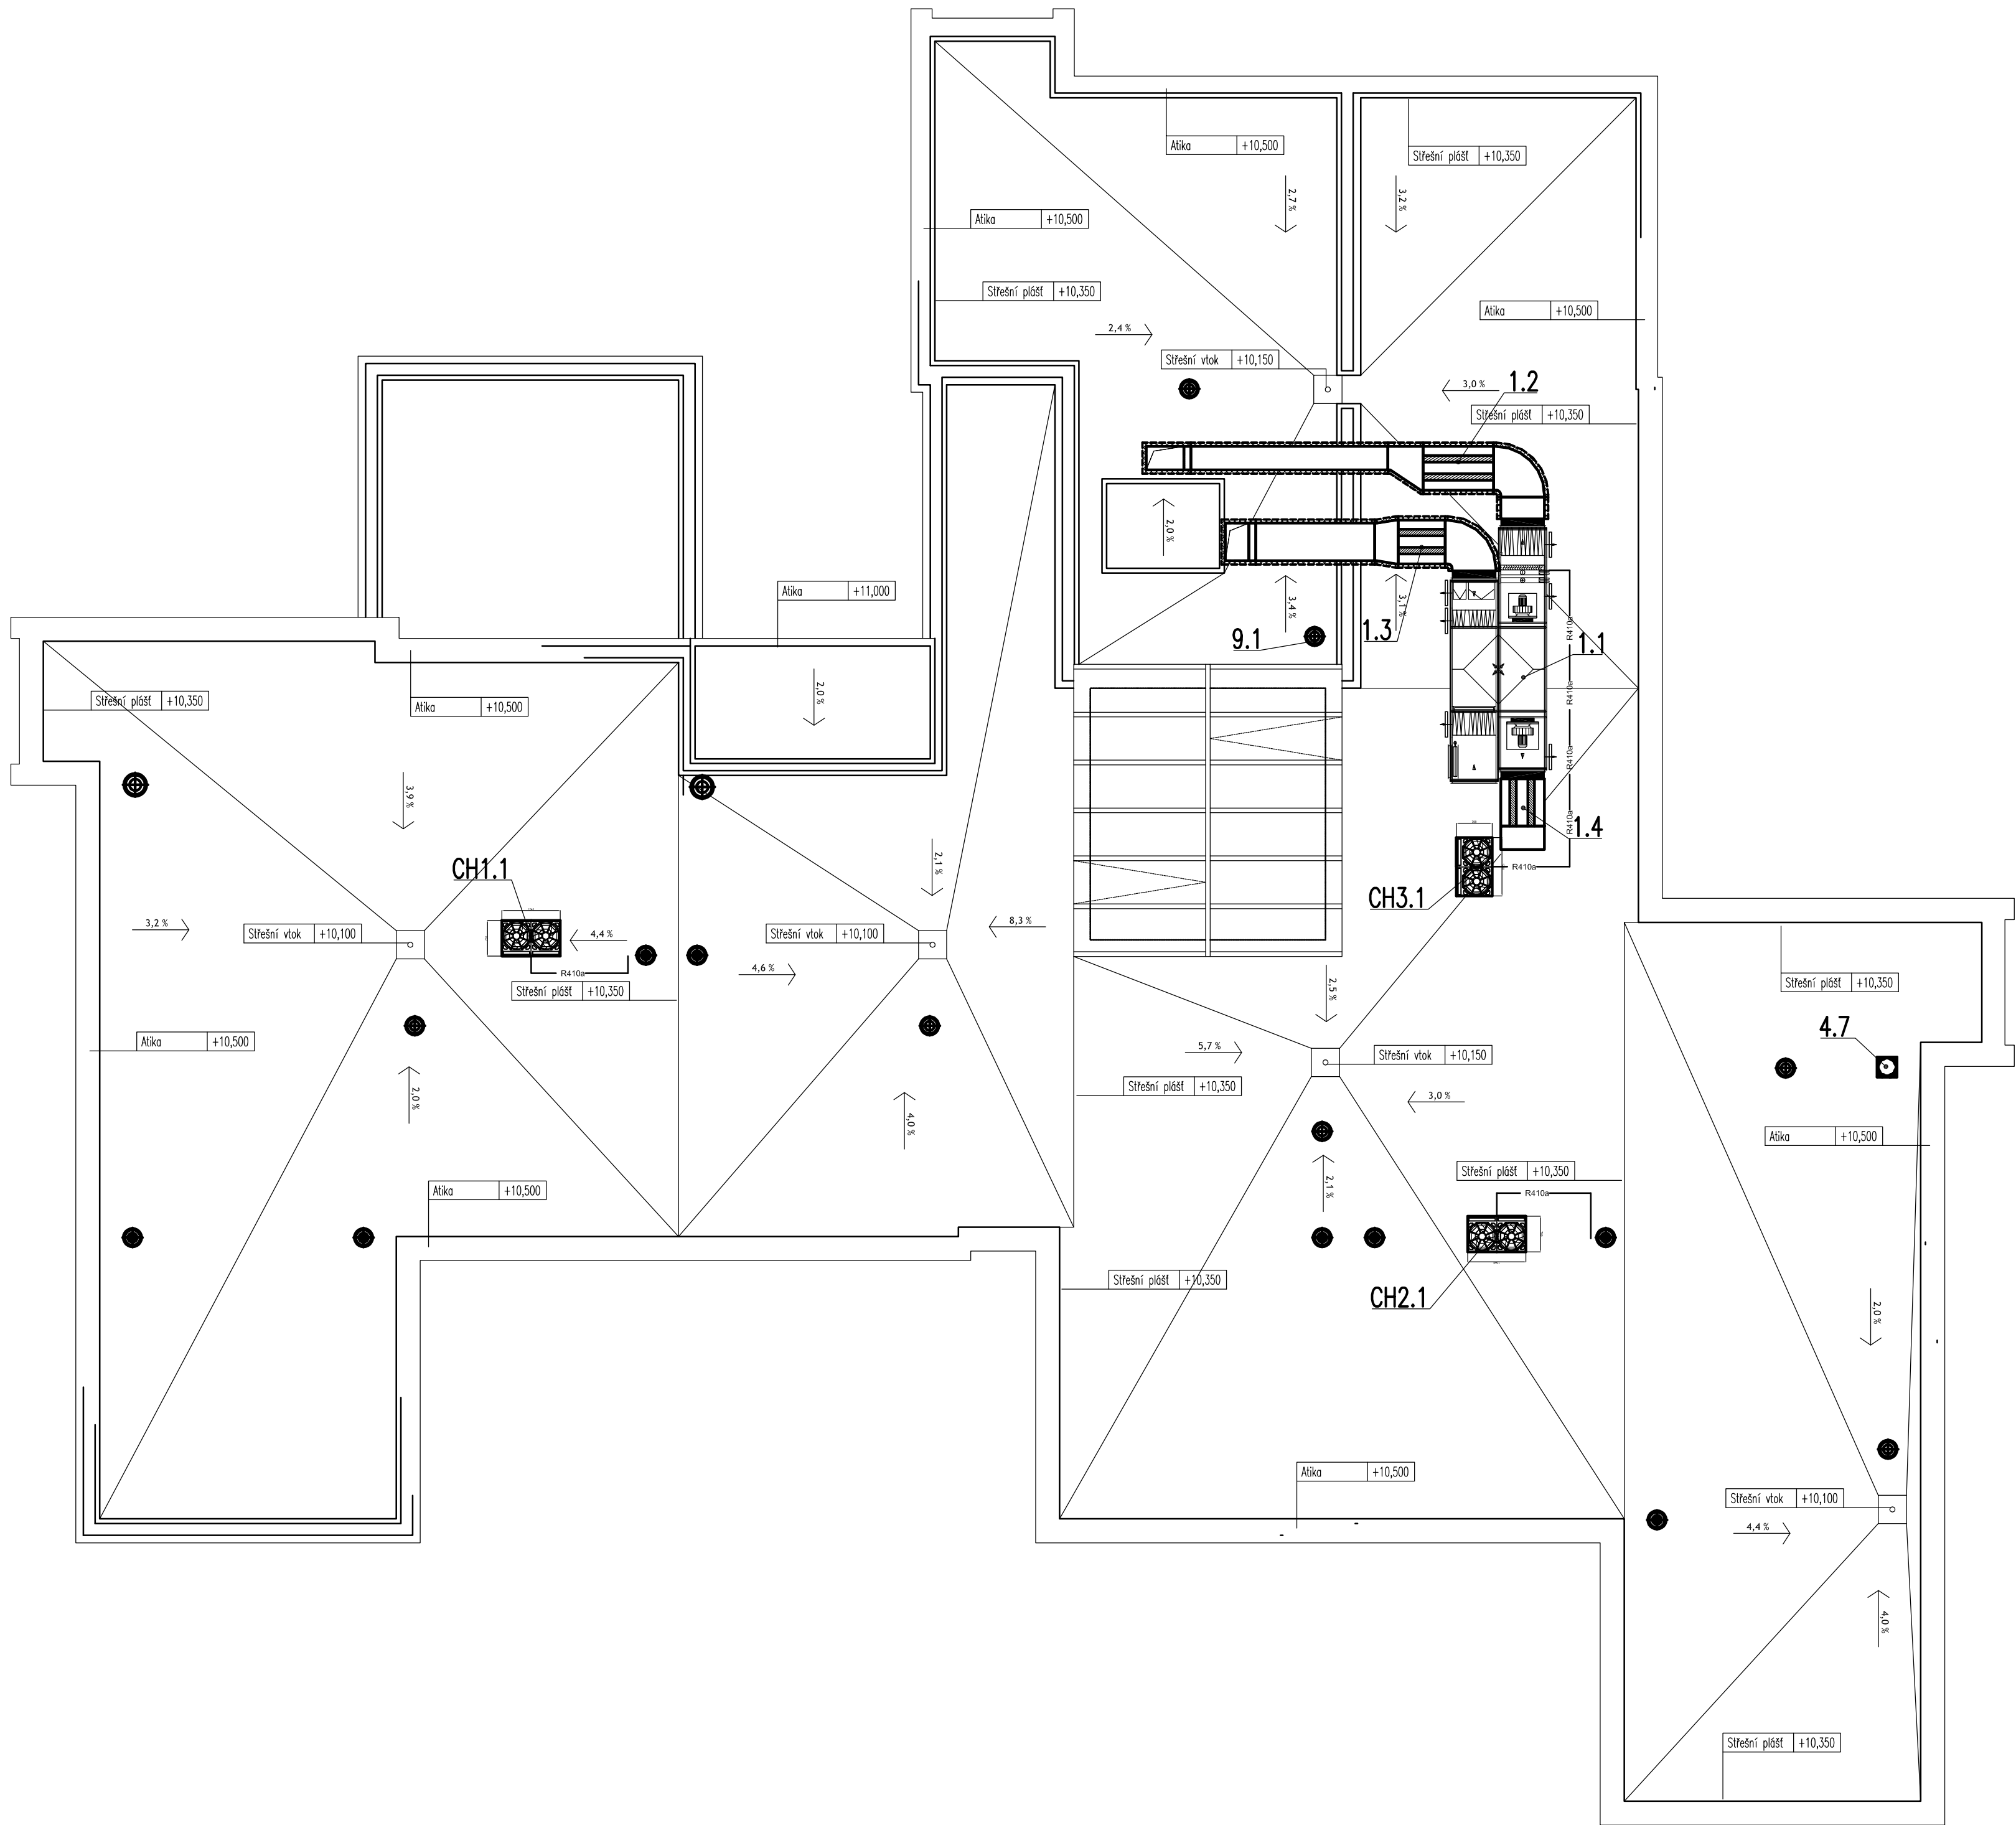 Atika +10,500
Střešní plášť +10,350
2,7 %
3,2 %
Atika +10,500
Střešní plášť +10,350
Atika +10,500
2,4 %
Střešní vtok +10,150
3,0 %
1.2
Střešní plášť +10,350
2,0 %
3,4 %
3,1 %
9.1
1.3
R410a
1.1
Atika +11,000
2,0 %
Střešní plášť +10,350
Atika +10,500
R410a
R410a
3,9 %
R410a
1.4
2,1 %
CH1.1
R410a
CH3.1
3,2 %
Střešní vtok +10,100
4,4 %
Střešní vtok +10,100
8,3 %
R410a
4,6 %
Střešní plášť +10,350
2,5 %
Střešní plášť +10,350
Atika +10,500
4.7
5,7 %
Střešní vtok +10,150
2,0 %
4,0 %
Střešní plášť +10,350
3,0 %
Atika +10,500
Atika +10,500
2,1 %
Střešní plášť +10,350
R410a
Střešní plášť +10,350
CH2.1
2,0 %
Atika +10,500
Střešní vtok +10,100
4,4 %
4,0 %
Střešní plášť +10,350